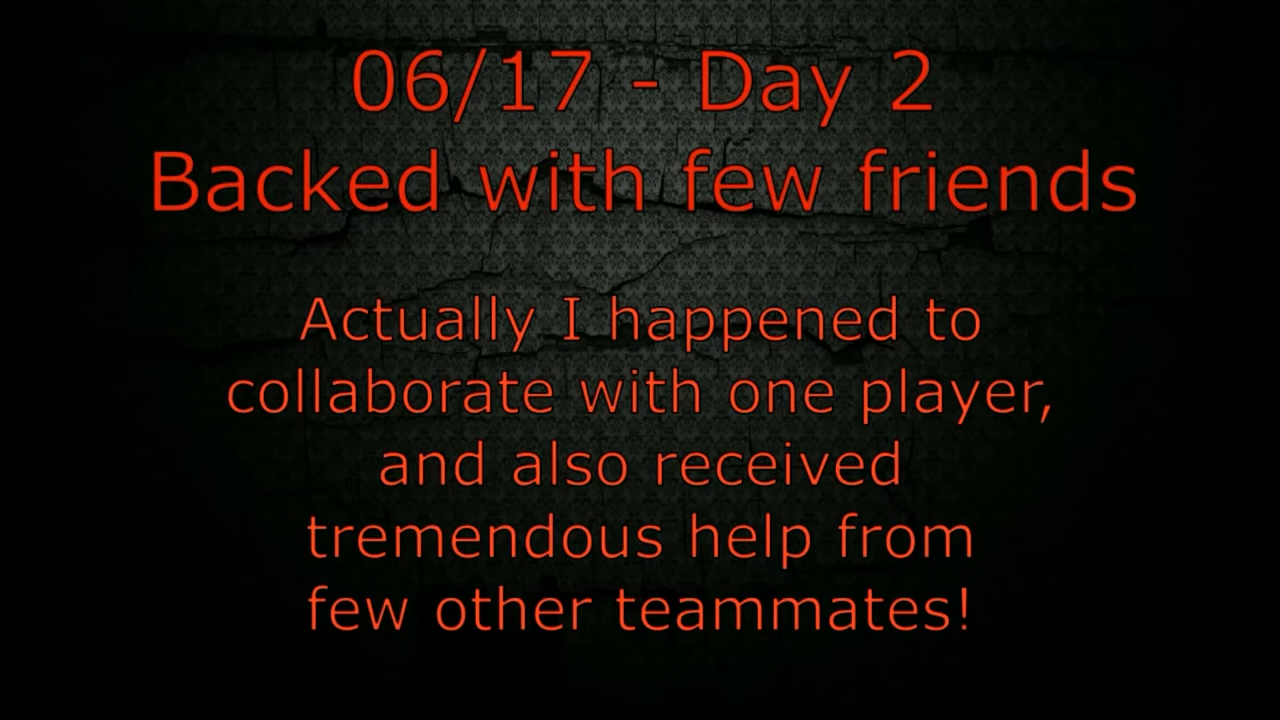 06/17 - Day 2
Backed with few friends
Actually I happened to
collaborate with one player,
and also received
tremendous help from
few other teammates!